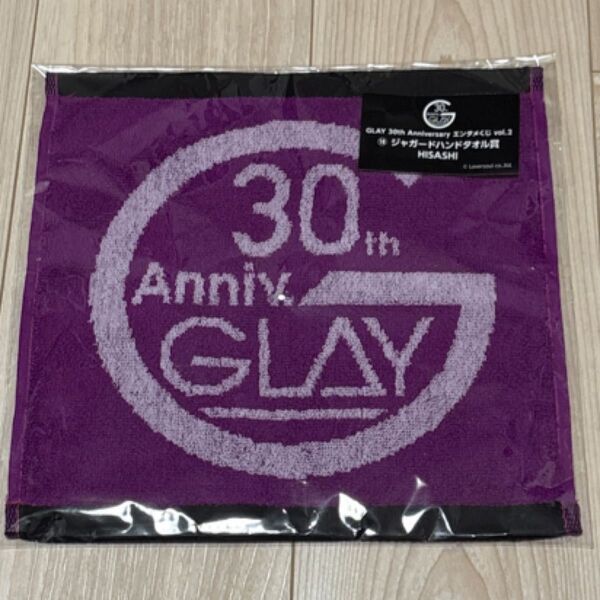 30
GLAY 30th Anniversary エンタメくじ vol.2
⑱ ジャガードハンドタオル賞
HISASHI
© Loversoul co.,ltd.
30th
Anniv.
GLAY